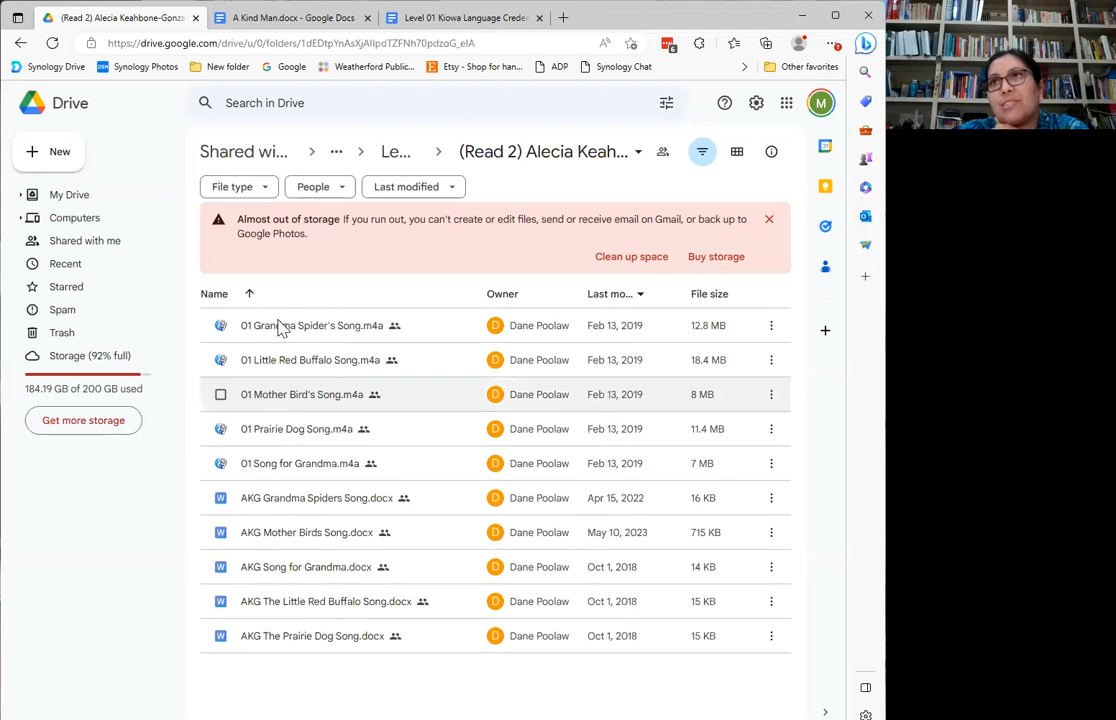 (Read 2) Alecia Keahbone-Gonza
A Kind Man.docx - Google Docs
Level 01 Kiowa Language Creden
https://drive.google.com/drive/u/0/folders/1dEDtpYnAsXjAIIpdTZFNh70pdzoG_eIA
Synology Drive
Synology Photos
New folder
Google
Weatherford Public...
Etsy - Shop for han...
ADP
Synology Chat
Other favorites
Drive
Search in Drive
M
New
Shared wi...
...
Le...
(Read 2) Alecia Keah...
File type
People
Last modified
My Drive
Computers
Shared with me
Recent
Starred
Spam
Trash
Storage (92% full)
184.19 GB of 200 GB used
Get more storage
Almost out of storage If you run out, you can't create or edit files, send or receive email on Gmail, or back up to
Google Photos.
Clean up space
Buy storage
Name
Owner
Last mo...
File size
01 Grandma Spider's Song.m4a
D Dane Poolaw
Feb 13, 2019
12.8 MB
01 Little Red Buffalo Song.m4a
D Dane Poolaw
Feb 13, 2019
18.4 MB
01 Mother Bird's Song.m4a
D Dane Poolaw
Feb 13, 2019
8 MB
01 Prairie Dog Song.m4a
D Dane Poolaw
Feb 13, 2019
11.4 MB
01 Song for Grandma.m4a
D Dane Poolaw
Feb 13, 2019
7 MB
W AKG Grandma Spiders Song.docx
D Dane Poolaw
Apr 15, 2022
16 KB
W AKG Mother Birds Song.docx
D Dane Poolaw
May 10, 2023
715 KB
W AKG Song for Grandma.docx
D Dane Poolaw
Oct 1, 2018
14 KB
W AKG The Little Red Buffalo Song.docx
D Dane Poolaw
Oct 1, 2018
15 KB
W AKG The Prairie Dog Song.docx
D Dane Poolaw
Oct 1, 2018
15 KB